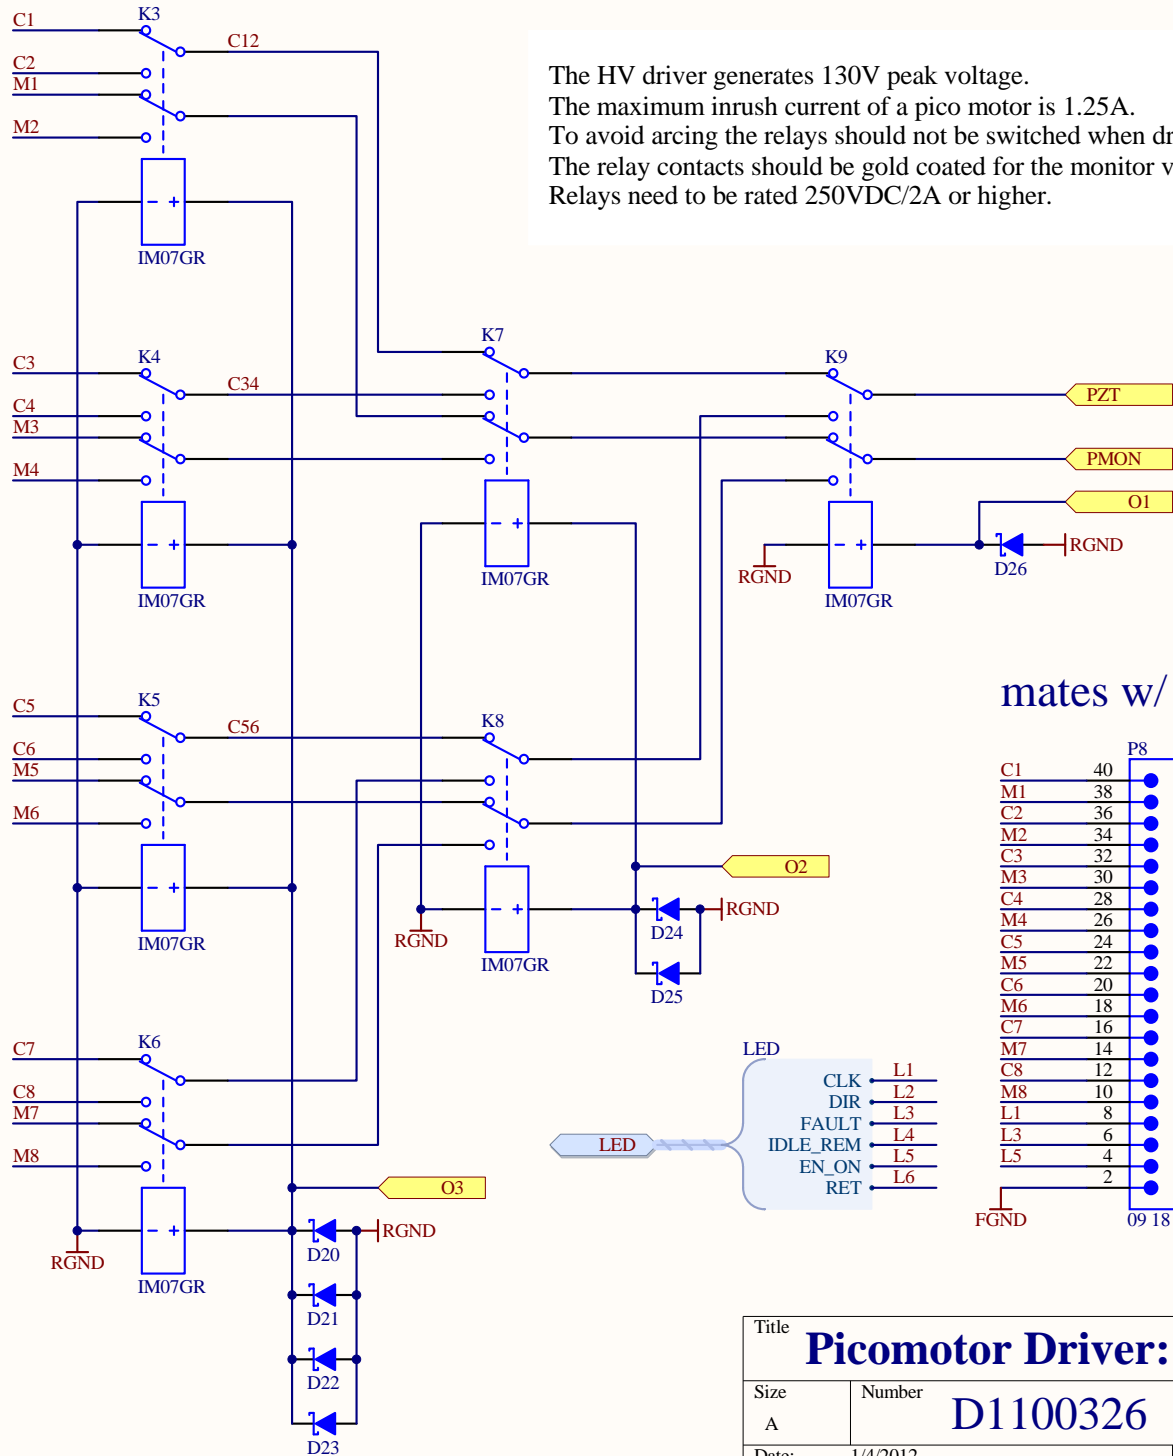 C1
K3
C12
C2
M1
M2
- +
IM07GR
The HV driver generates 130V peak voltage.
The maximum inrush current of a pico motor is 1.25A.
To avoid arcing the relays should not be switched when
The relay contacts should be gold coated for the monitor
Relays need to be rated 250VDC/2A or higher.
C3
K4
C34
C4
M3
M4
- +
IM07GR
K7
- +
IM07GR
K9
PZT
PMON
O1
- +
RGND
RGND
D26
IM07GR
C5
K5
C56
C6
M5
M6
- +
IM07GR
K8
O2
- +
RGND
RGND
D24
D25
IM07GR
C7
K6
C8
M7
M8
O3
- +
RGND
RGND
IM07GR
D20
D21
D22
D23
mates w/
P8
C1 40
M1 38
C2 36
M2 34
C3 32
M3 30
C4 28
M4 26
C5 24
M5 22
C6 20
M6 18
C7 16
M7 14
C8 12
M8 10
L1 8
L3 6
L5 4
2
FGND
09 18
LED
LED
CLK L1
DIR L2
FAULT L3
IDLE_REM L4
EN_ON L5
RET L6
Title
Picomotor Driver:
Size
A
Number
D1100326
Date: 1/4/2012